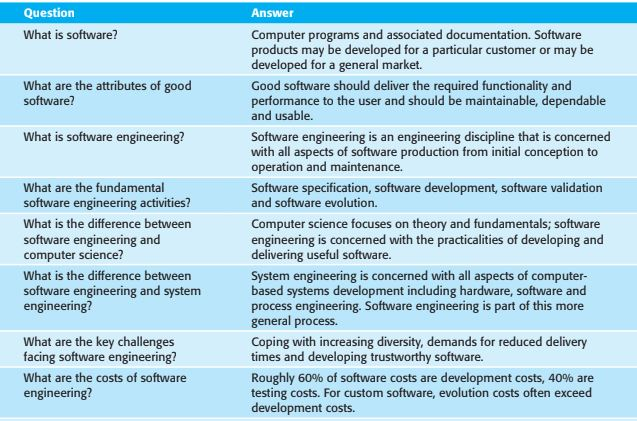 Question Answer
What is software? Computer programs and associated documentation. Software
products may be developed for a particular customer or may be
developed for a general market.
What are the attributes of good Good software should deliver the required functionality and
software? performance to the user and should be maintainable, dependable
and usable.
What is software engineering? Software engineering is an engineering discipline that is concerned
with all aspects of software production from initial conception to
operation and maintenance.
What are the fundamental Software specification, software development, software validation
software engineering activities? and software evolution.
What is the difference between Computer science focuses on theory and fundamentals; software
software engineering and engineering is concerned with the practicalities of developing and
computer science? delivering useful software.
What is the difference between System engineering is concerned with all aspects of computer-
software engineering and system based systems development including hardware, software and
engineering? process engineering. Software engineering is part of this more
general process.
What are the key challenges Coping with increasing diversity, demands for reduced delivery
facing software engineering? times and developing trustworthy software.
What are the costs of software Roughly 60% of software costs are development costs, 40% are
engineering? testing costs. For custom software, evolution costs often exceed
development costs.